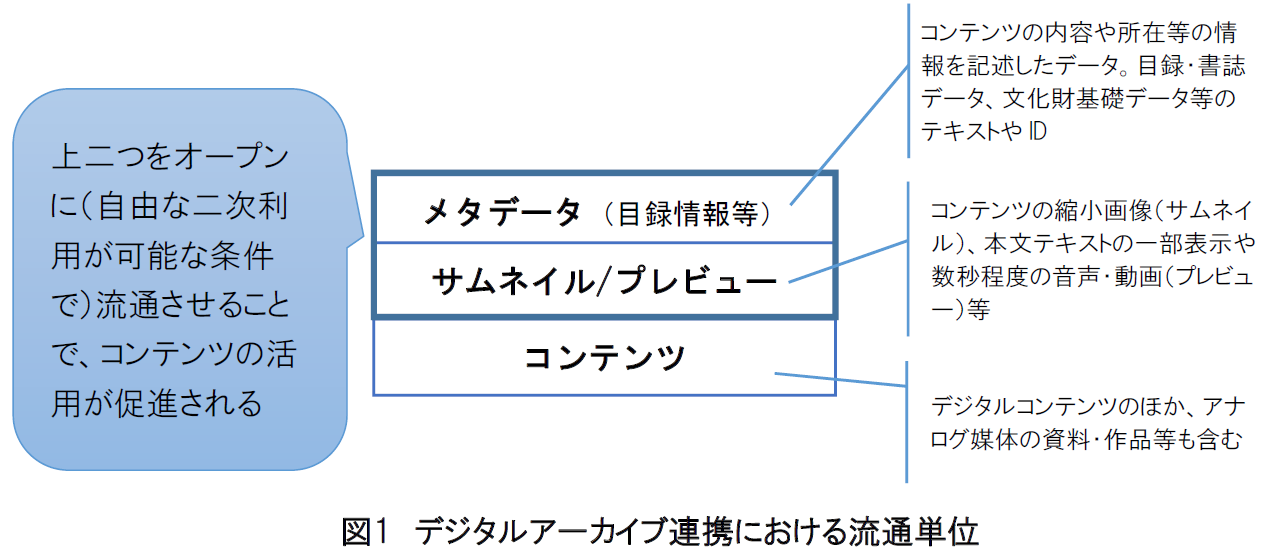 上二つをオープン
に（自由な二次利
用が可能な条件
で）流通させること
で、コンテンツの活
用が促進される
メタデータ （目録情報等）
サムネイル/プレビュー
コンテンツ
コンテンツの内容や所在等の情
報を記述したデータ。目録・書誌
データ、文化財基礎データ等の
テキストや ID
コンテンツの縮小画像（サムネイ
ル）、本文テキストの一部表示や
数秒程度の音声・動画（プレビュ
ー）等
デジタルコンテンツのほか、アナ
ログ媒体の資料・作品等も含む
図1　デジタルアーカイブ連携における流通単位